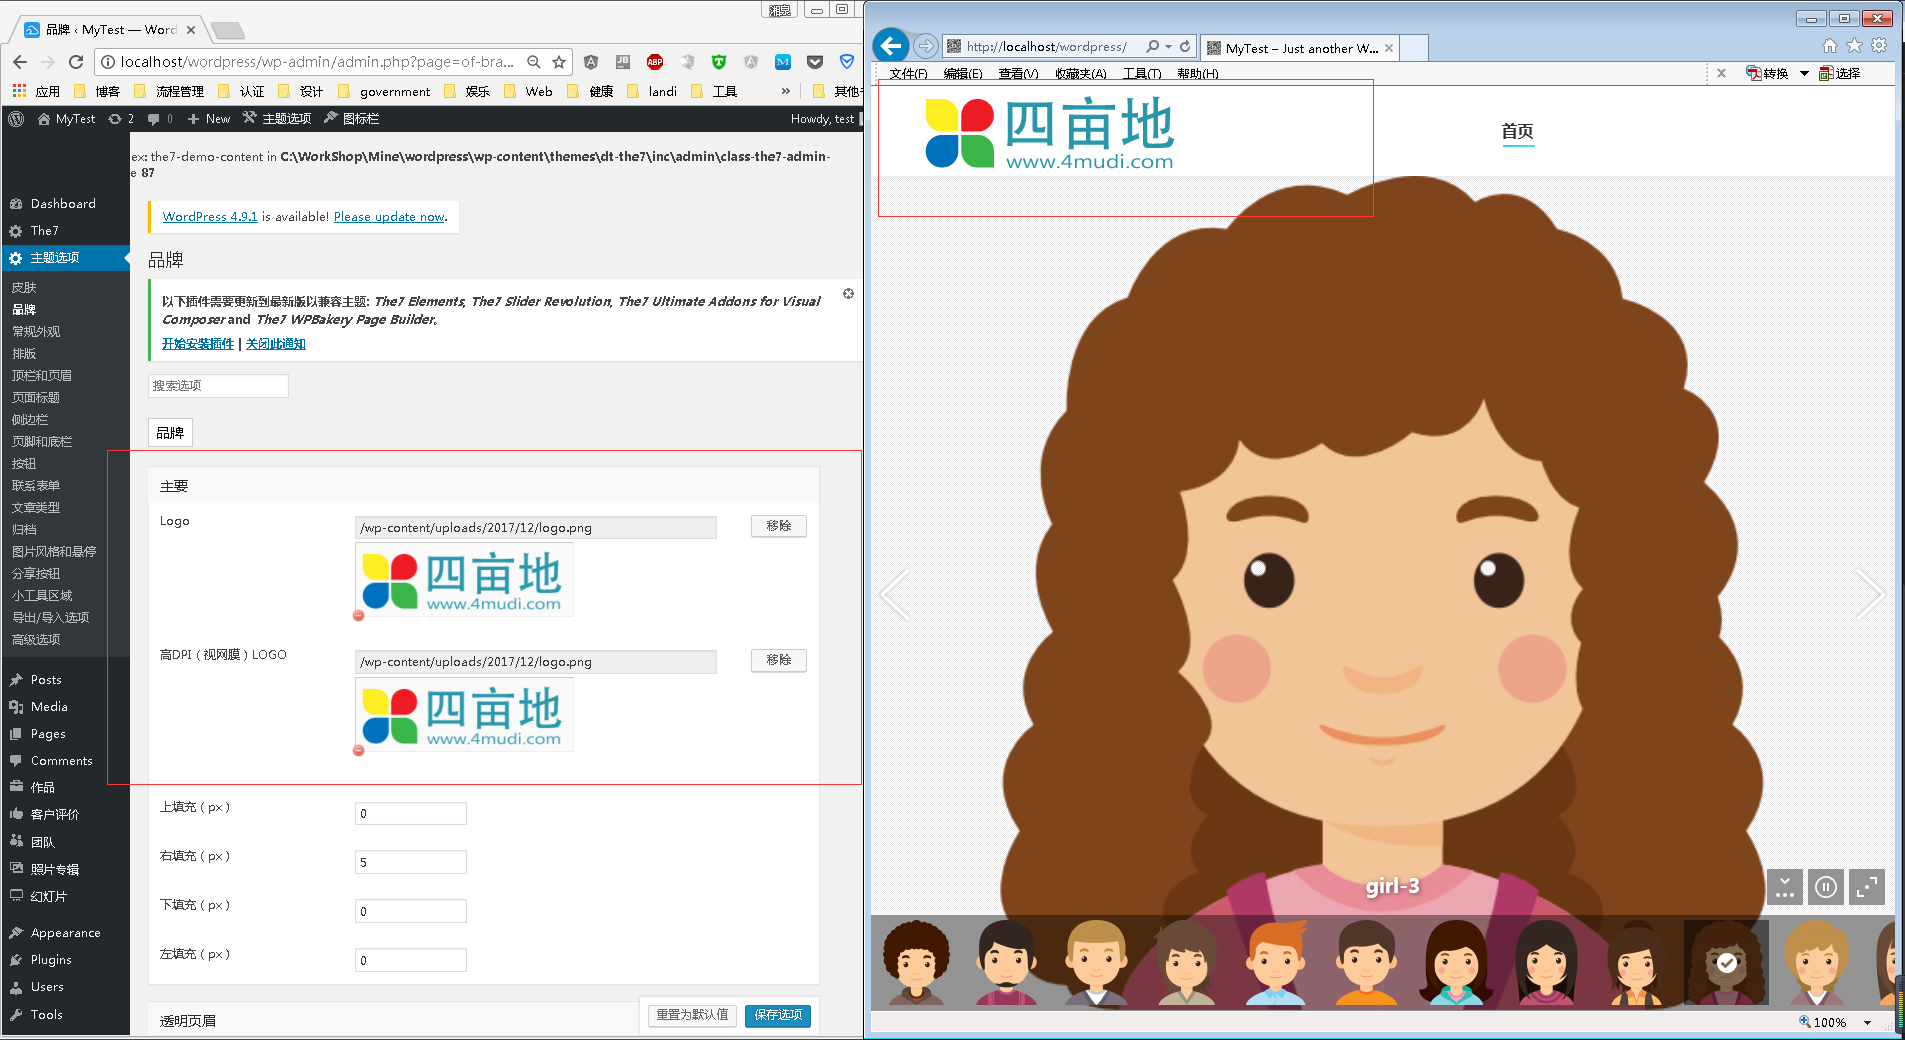 湘泉
品牌 ‹ MyTest — Word
localhost/wordpress/wp-admin/admin.php?page=of-bra...
应用 博客 流程管理 认证 设计 government 娱乐 Web 健康 landi 工具 » 其他
MyTest 2 0 + New 主题选项 图标栏 Howdy, test
ex: the7-demo-content in C:\WorkShop\Mine\wordpress\wp-content\themes\dt-the7\inc\admin\class-the7-admin-
e 87
Dashboard
The7
主题选项
皮肤
品牌
常规外观
排版
顶栏和页眉
页面标题
侧边栏
页脚和底栏
按钮
联系表单
文章类型
归档
图片风格和悬停
分享按钮
小工具区域
导出/导入选项
高级选项
Posts
Media
Pages
Comments
作品
客户评价
团队
照片专辑
幻灯片
Appearance
Plugins
Users
Tools
WordPress 4.9.1 is available! Please update now.
品牌
以下插件需要更新到最新版以兼容主题: The7 Elements, The7 Slider Revolution, The7 Ultimate Addons for Visual
Composer and The7 WPBakery Page Builder。
开始安装插件 | 关闭此通知
搜索选项
品牌
主要
Logo
/wp-content/uploads/2017/12/logo.png
移除
四亩地
www.4mudi.com
高DPI（视网膜）LOGO
/wp-content/uploads/2017/12/logo.png
移除
四亩地
www.4mudi.com
上填充（px）
0
右填充（px）
5
下填充（px）
0
左填充（px）
0
透明页眉
重置为默认值 保存选项
http://localhost/wordpress/
MyTest – Just another W...
文件(F) 编辑(E) 查看(V) 收藏夹(A) 工具(T) 帮助(H)
转换 选择
四亩地
www.4mudi.com
首页
girl-3
100%